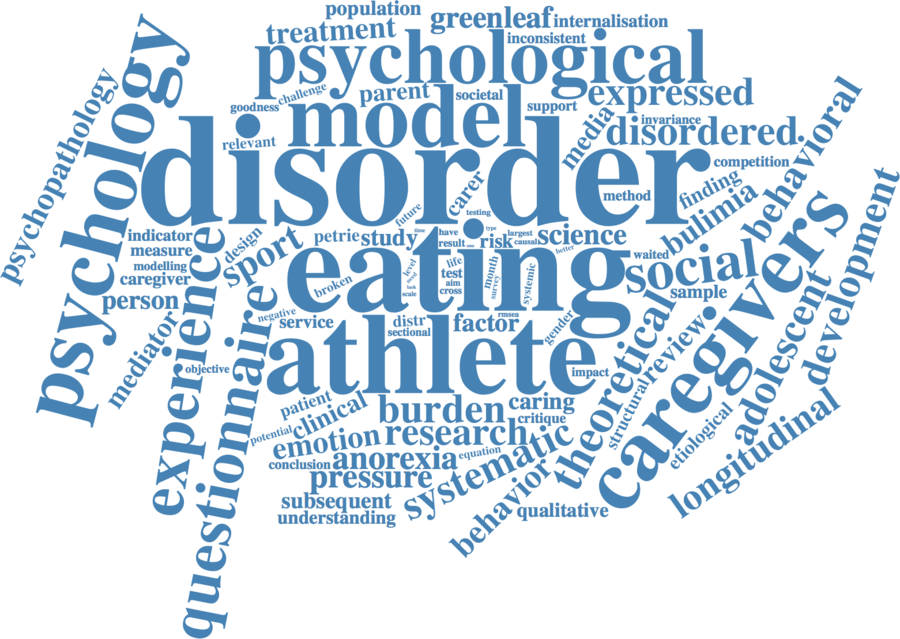 population
greenleaf
internalisation
treatment
inconsistent
psychological
psychology
psychopathology
goodness
challenge
parent
societal
support
expressed
model
media
invariance
disordered
behavioral
relevant
disorder
carer
method
competition
finding
bulimia
development
future
testing
indicator
measure
modelling
caregiver
person
design
sport
petrie
study
time
have
result
type
risk
largest
causal
science
better
waited
social
caregivers
experience
eating
broken
level
need
lack
scale
life
test
aim
cross
month
survey
systemic
sample
adolescent
questionnaire
negative
service
distr
sectional
factor
rmsea
gender
theoretical
mediator
objective
athlete
impact
review
structural
longitudinal
patient
clinical
burden
caring
critique
etiological
potential
emotion
research
systematic
conclusion
anorexia
equation
pressure
behavior
subsequent
understanding
qualitative